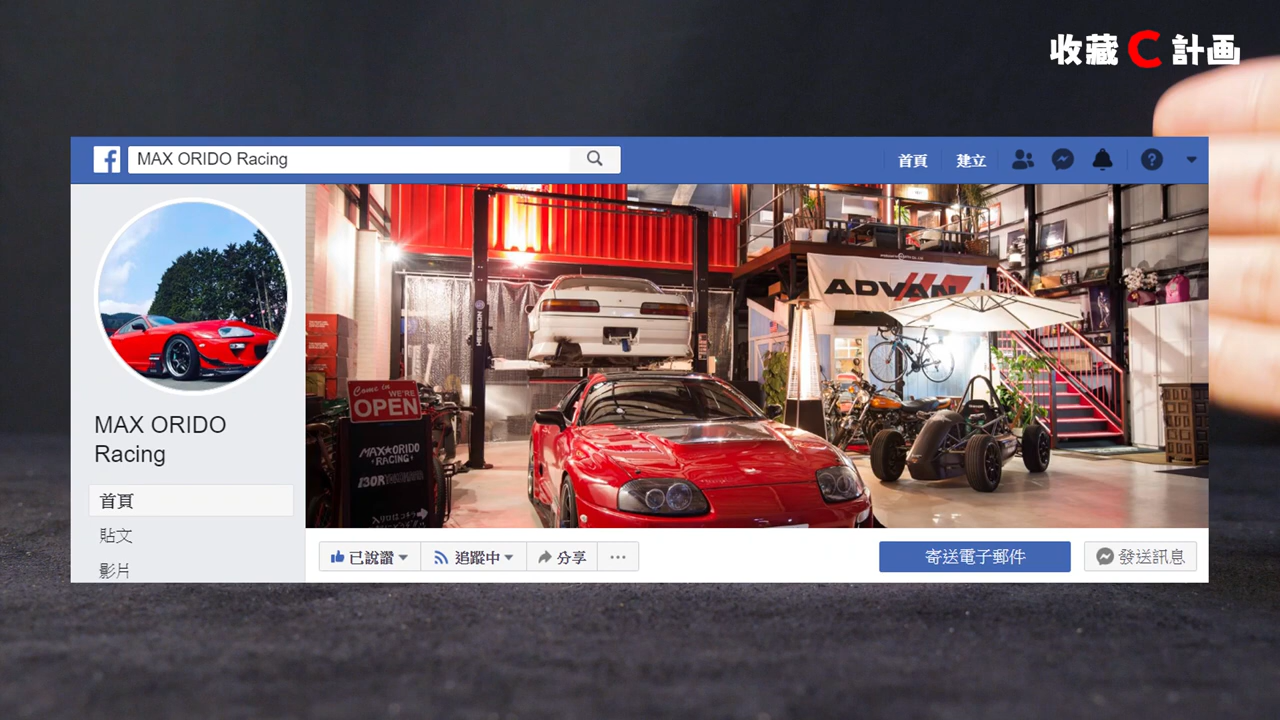 收藏C計画
MAX ORIDO Racing
首頁
建立
MAX ORIDO
Racing
首頁
貼文
影片
ADVAN
Come in
WE'RE
OPEN
MAX★ORIDO
RACING
已說讚
追蹤中
分享
寄送電子郵件
發送訊息